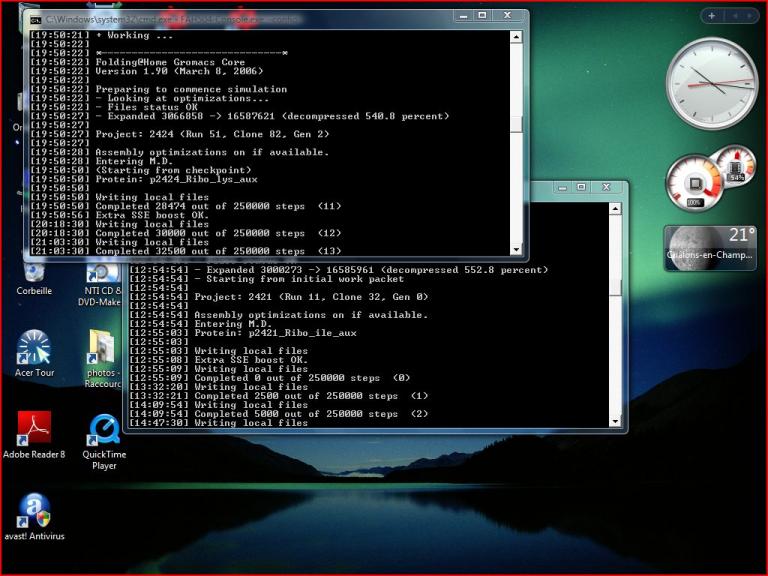 C:\Windows\system32\cmd.exe - FAH504-Console.exe -config
[19:50:21] + Working ...
[19:50:22]
[19:50:22] *------------------------------*
[19:50:22] Folding@Home Gromacs Core
[19:50:22] Version 1.90 (March 8, 2006)
[19:50:22]
[19:50:22] Preparing to commence simulation
[19:50:22] - Looking at optimizations...
[19:50:22] - Files status OK
[19:50:27] - Expanded 3066858 -> 16587621 (decompressed 540.8 percent)
[19:50:27]
[19:50:27] Project: 2424 (Run 51, Clone 82, Gen 2)
[19:50:27]
[19:50:28] Assembly optimizations on if available.
[19:50:28] Entering M.D.
[19:50:50] (Starting from checkpoint)
[19:50:50] Protein: p2424_Ribo_lys_aux
[19:50:50]
[19:50:50] Writing local files
[19:50:50] Completed 28474 out of 250000 steps (11)
[19:50:56] Extra SSE boost OK.
[20:18:30] Writing local files
[20:18:30] Completed 30000 out of 250000 steps (12)
[21:03:30] Writing local files
[21:03:30] Completed 32500 out of 250000 steps (13)
[12:54:54] - Expanded 3000273 -> 16585961 (decompressed 552.8 percent)
[12:54:54] - Starting from initial work packet
[12:54:54]
[12:54:54] Project: 2421 (Run 11, Clone 32, Gen 0)
[12:54:54]
[12:54:54] Assembly optimizations on if available.
[12:54:54] Entering M.D.
[12:55:03] Protein: p2421_Ribo_ile_aux
[12:55:03]
[12:55:03] Writing local files
[12:55:08] Extra SSE boost OK.
[12:55:09] Writing local files
[12:55:09] Completed 0 out of 250000 steps (0)
[13:32:20] Writing local files
[13:32:21] Completed 2500 out of 250000 steps (1)
[14:09:54] Writing local files
[14:09:54] Completed 5000 out of 250000 steps (2)
[14:47:30] Writing local files
54%
100%
21°
Châlons-en-Champ...
Corbeille
NTI CD &
DVD-Make
Acer Tour
photos -
Raccourc
Adobe Reader 8
QuickTime
Player
avast! Antivirus